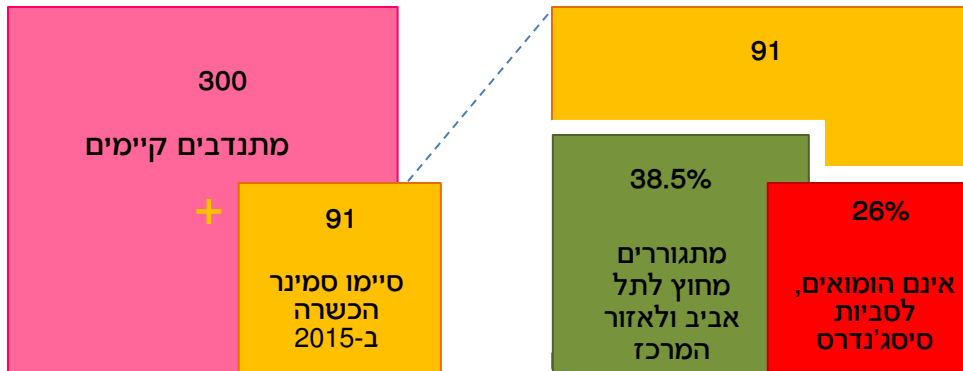 300
מתנדבים קיימים
+
91
סיימו סמינר
הכשרה
ב-2015
91
38.5%
מתגוררים
מחוץ לתל
אביב ולאזור
המרכז
26%
אינם הומואים,
לסביות
סיסג'נדרס